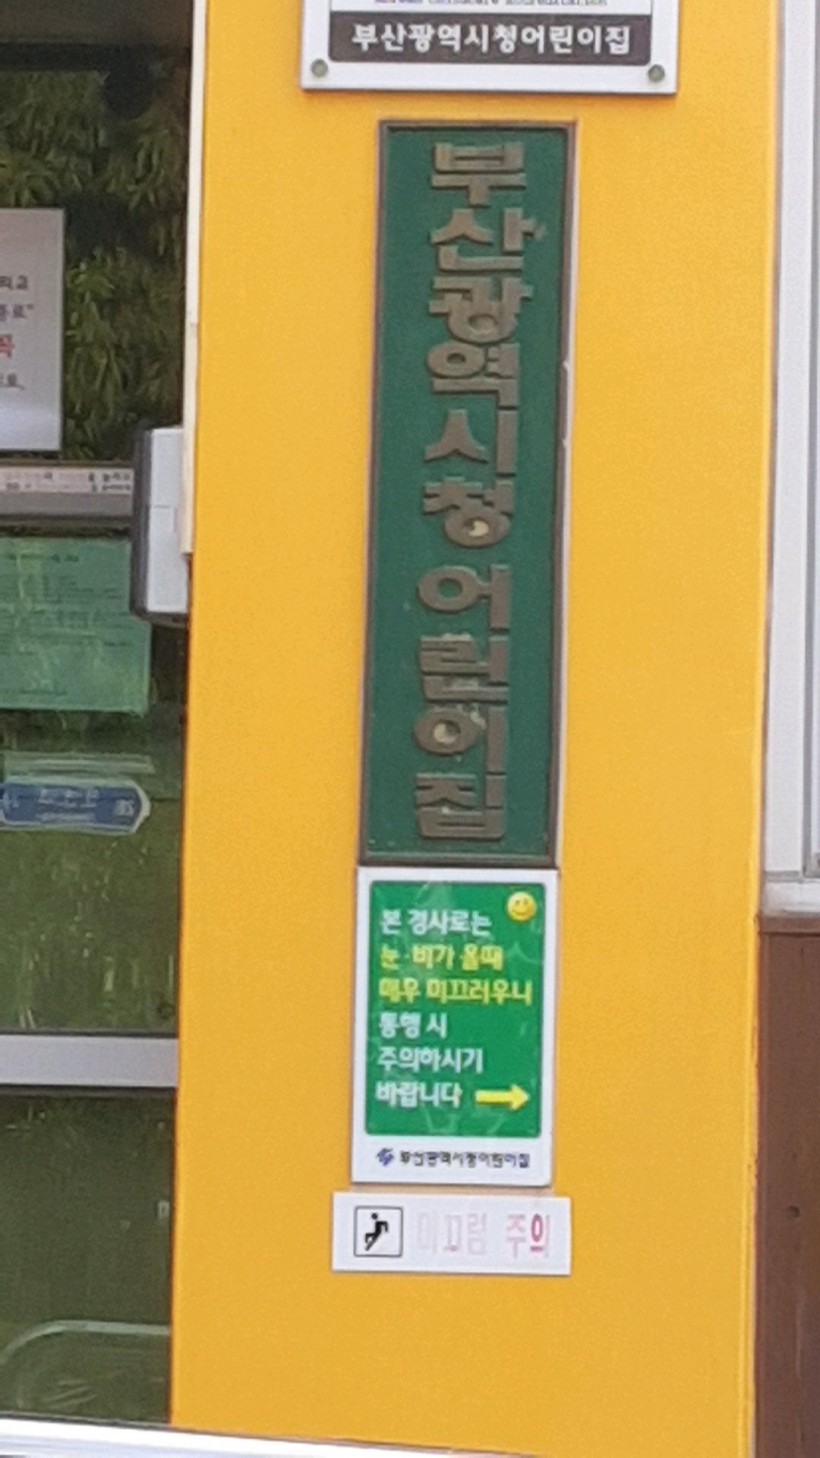 부산광역시청어린이집
부산광역시청 어린이집
본 경사로는
눈·비가 올때
매우 미끄러우니
통행 시
주의하시기
바랍니다
부산광역시청어린이집
미끄럼 주의